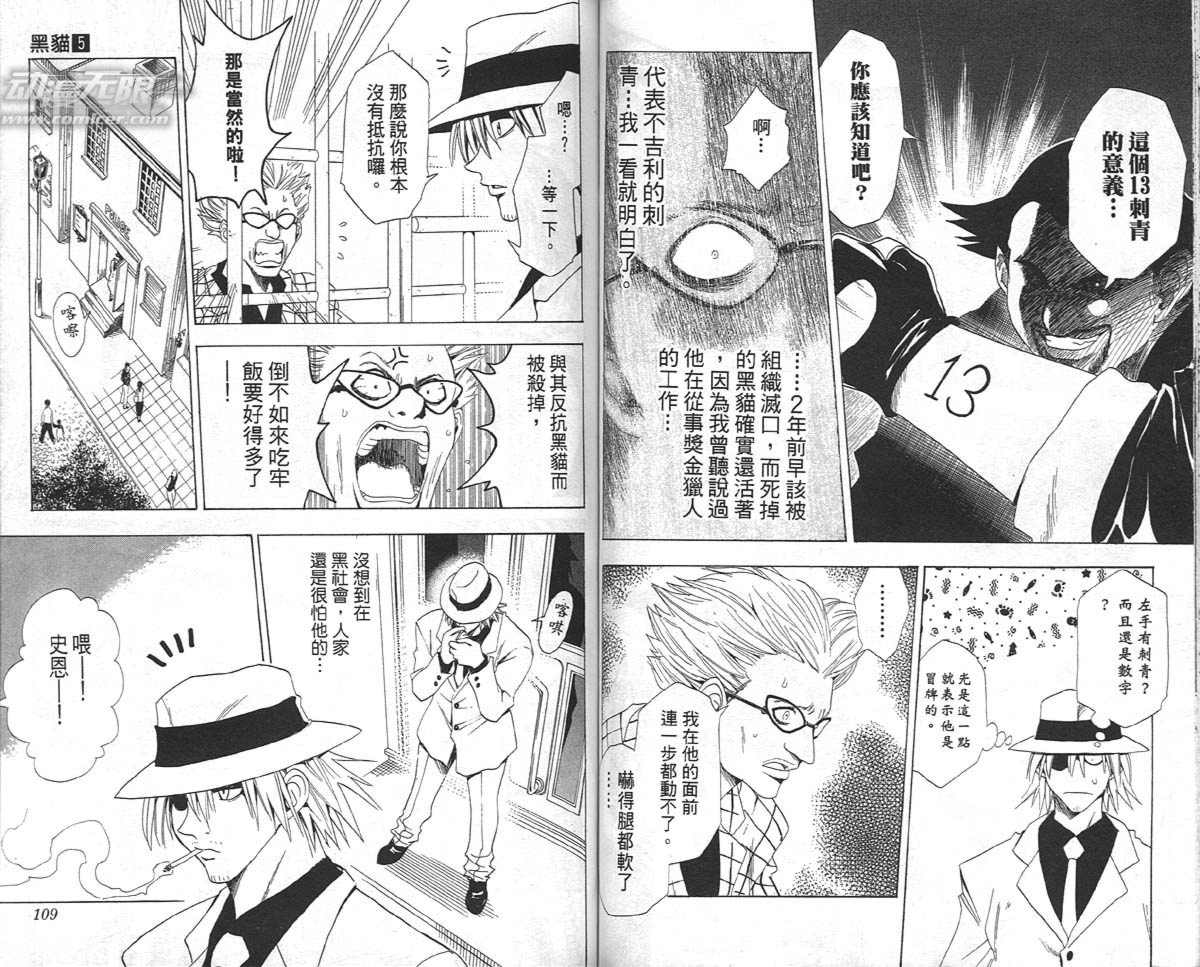 這個13刺青
的意義…
你應該知道吧？
13
啊…
代表不吉利的刺
青…我一看就明白了。
……2年前早該被
組織滅口，而死掉
的黑貓確實還活著
，因為我曾聽說過
他在從事獎金獵人
的工作…
左手有刺青？
而且還是數字
？
光是這一點
就表示他是
冒牌的。
………
我在他的面前
連一步都動不了。
嚇得腿都軟了
……
嗯…？
…等一下。
那麼說你根本
沒有抵抗囉。
那是當然的啦！
黑貓5
动漫无限
www.comicer.com
POLICE
喀嚓
與其反抗黑貓而
被殺掉，
倒不如來吃牢
飯要好得多了
──！
喀嘰
沒想到在
黑社會，人家
還是很怕他的…
喂──！
史恩──！
109